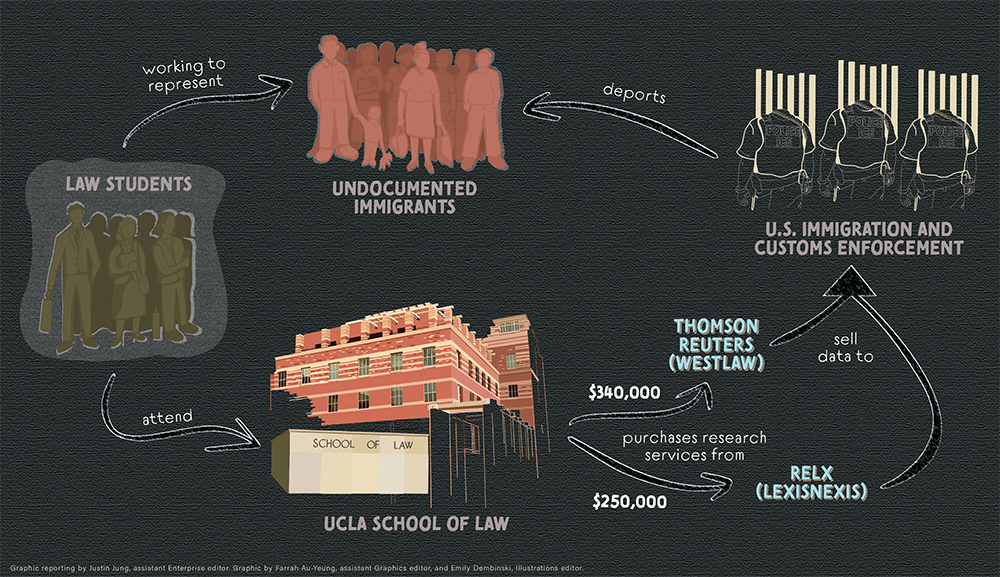 working to
represent
deports
POLICE
ICE
POLICE
ICE
POLICE
ICE
LAW STUDENTS
UNDOCUMENTED
IMMIGRANTS
U.S. IMMIGRATION AND
CUSTOMS ENFORCEMENT
THOMSON
REUTERS
(WESTLAW)
sell
data to
$340,000
attend
SCHOOL OF LAW
purchases research
services from
RELX
(LEXISNEXIS)
$250,000
UCLA SCHOOL OF LAW
Graphic reporting by Justin Jung, assistant Enterprise editor. Graphic by Farrah Au-Yeung, assistant Graphics editor, and Emily Dembinski, Illustrations editor.